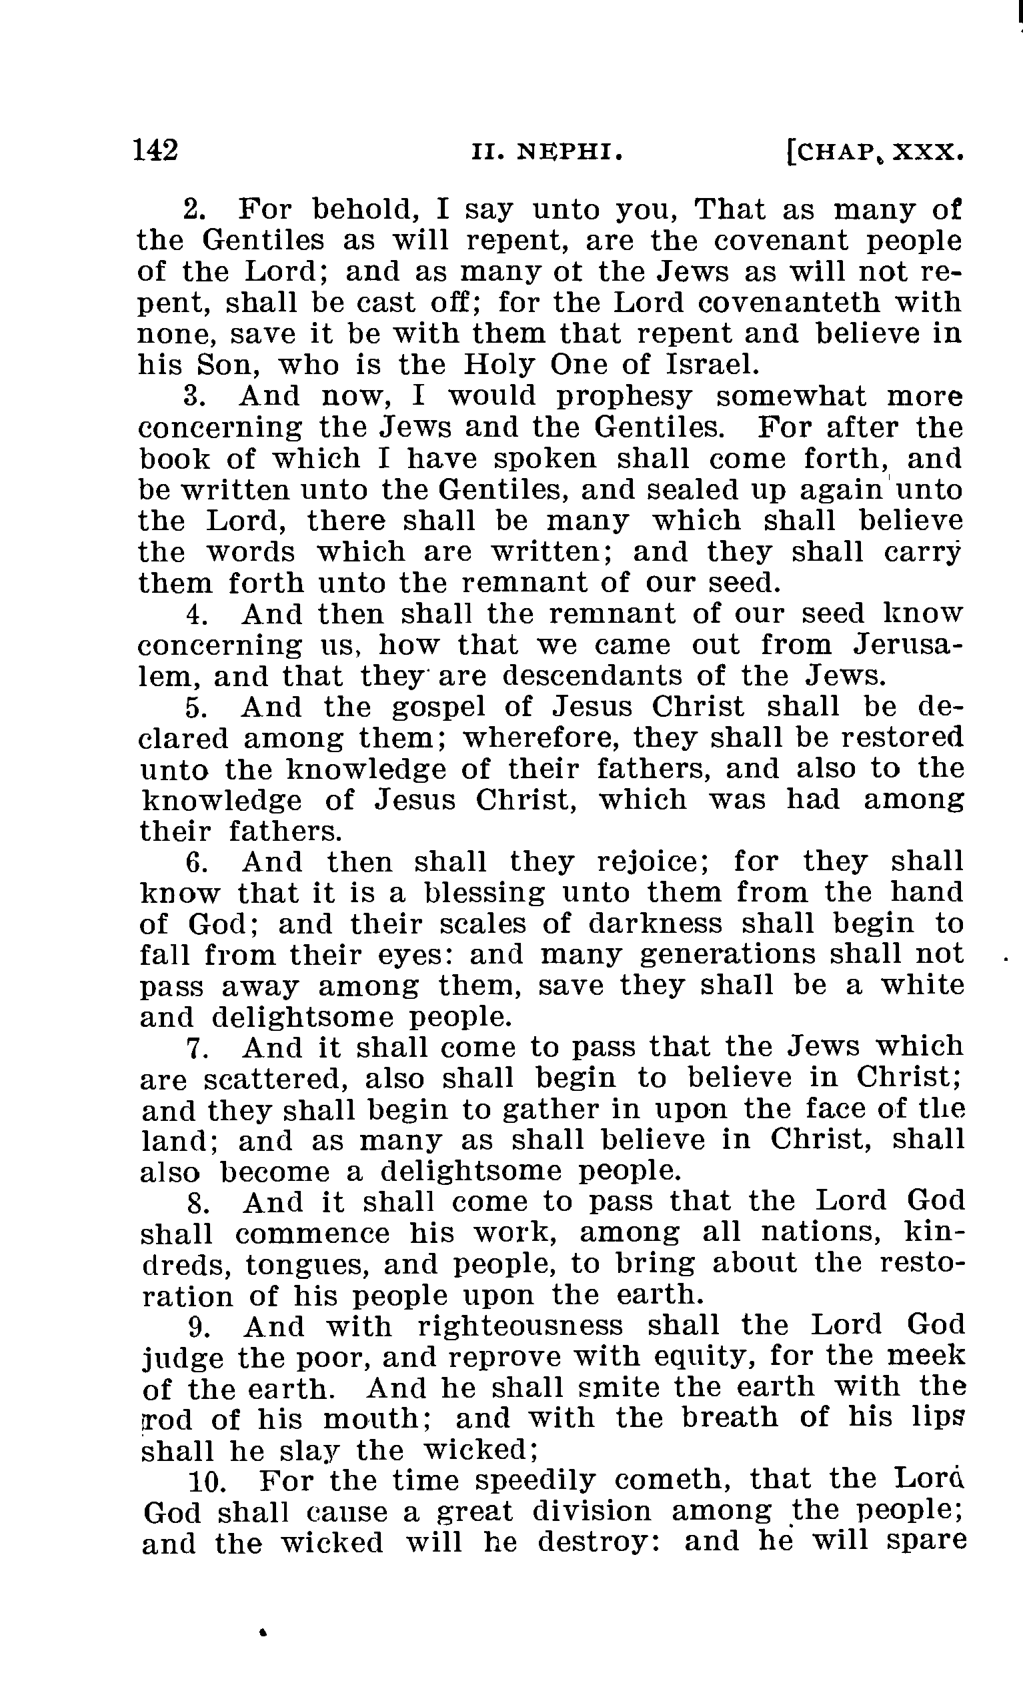 142 II. NEPHI. [CHAP. XXX.
2. For behold, I say unto you, That as many of
the Gentiles as will repent, are the covenant people
of the Lord; and as many of the Jews as will not re-
pent, shall be cast off; for the Lord covenanteth with
none, save it be with them that repent and believe in
his Son, who is the Holy One of Israel.
3. And now, I would prophesy somewhat more
concerning the Jews and the Gentiles. For after the
book of which I have spoken shall come forth, and
be written unto the Gentiles, and sealed up again unto
the Lord, there shall be many which shall believe
the words which are written; and they shall carry
them forth unto the remnant of our seed.
4. And then shall the remnant of our seed know
concerning us, how that we came out from Jerusa-
lem, and that they are descendants of the Jews.
5. And the gospel of Jesus Christ shall be de-
clared among them; wherefore, they shall be restored
unto the knowledge of their fathers, and also to the
knowledge of Jesus Christ, which was had among
their fathers.
6. And then shall they rejoice; for they shall
know that it is a blessing unto them from the hand
of God; and their scales of darkness shall begin to
fall from their eyes: and many generations shall not
pass away among them, save they shall be a white
and delightsome people.
7. And it shall come to pass that the Jews which
are scattered, also shall begin to believe in Christ;
and they shall begin to gather in upon the face of the
land; and as many as shall believe in Christ, shall
also become a delightsome people.
8. And it shall come to pass that the Lord God
shall commence his work, among all nations, kin-
dreds, tongues, and people, to bring about the resto-
ration of his people upon the earth.
9. And with righteousness shall the Lord God
judge the poor, and reprove with equity, for the meek
of the earth. And he shall smite the earth with the
rod of his mouth; and with the breath of his lips
shall he slay the wicked;
10. For the time speedily cometh, that the Lord
God shall cause a great division among the people;
and the wicked will he destroy: and he will spare